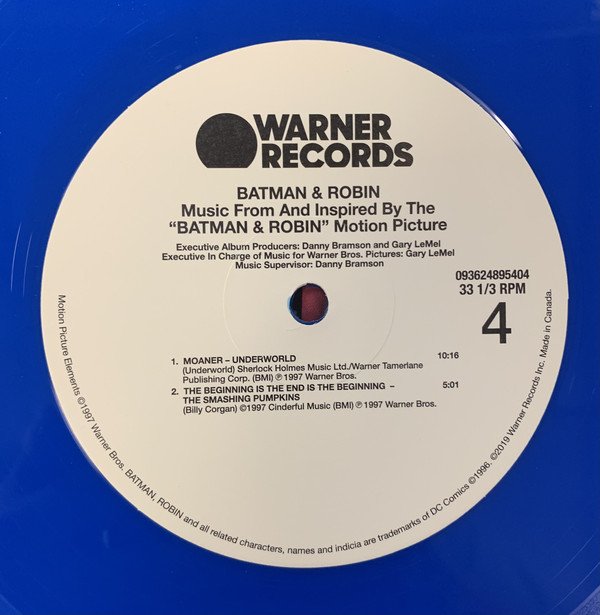 WARNER
RECORDS
BATMAN & ROBIN
Music From And Inspired By The
“BATMAN & ROBIN” Motion Picture
Executive Album Producers: Danny Bramson and Gary LeMel
Executive In Charge of Music for Warner Bros. Pictures: Gary LeMel
Music Supervisor: Danny Bramson
093624895404
33 1/3 RPM
4
1. MOANER – UNDERWORLD 10:16
(Underworld) Sherlock Holmes Music Ltd./Warner Tamerlane
Publishing Corp. (BMI) ℗ 1997 Warner Bros.
2. THE BEGINNING IS THE END IS THE BEGINNING – 5:01
THE SMASHING PUMPKINS
(Billy Corgan) ©1997 Cinderful Music (BMI) ℗ 1997 Warner Bros.
Motion Picture Elements ©1997 Warner Bros. BATMAN, ROBIN and all related characters, names and indicia are trademarks of DC Comics ©1996. ©2019 Warner Records Inc. Made in Canada.